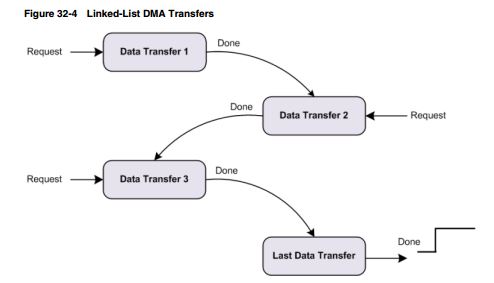 Figure 32-4 Linked-List DMA Transfers
Request
Data Transfer 1
Done
Done
Data Transfer 2
Request
Request
Data Transfer 3
Done
Last Data Transfer
Done